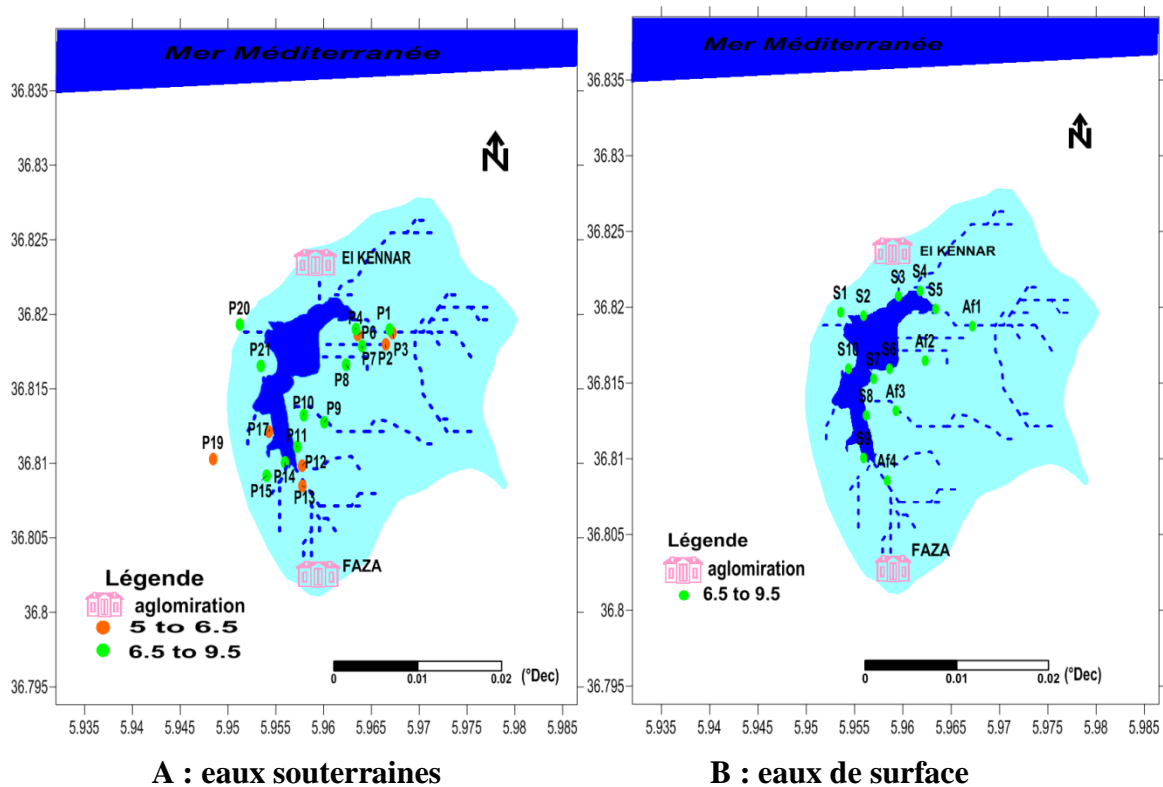 Mer Méditerranée
36.835
36.83
36.825
36.82
36.815
36.81
36.805
36.8
36.795
N
El KENNAR
P20
P4
P1
P6
P21
P7
P2
P3
P8
P10
P9
P17
P11
P19
P12
P14
P15
P13
FAZA
Légende
aglomiration
5 to 6.5
6.5 to 9.5
0
0.01
0.02
(°Dec)
5.935
5.94
5.945
5.95
5.955
5.96
5.965
5.97
5.975
5.98
5.985
A : eaux souterraines
Mer Méditerranée
36.835
36.83
36.825
36.82
36.815
36.81
36.805
36.8
36.795
N
El KENNAR
S3
S4
S1
S2
S5
Af1
S10
S7
S6
Af2
S8
Af3
S9
Af4
FAZA
Légende
aglomiration
6.5 to 9.5
0
0.01
0.02
(°Dec)
5.935
5.94
5.945
5.95
5.955
5.96
5.965
5.97
5.975
5.98
5.985
B : eaux de surface